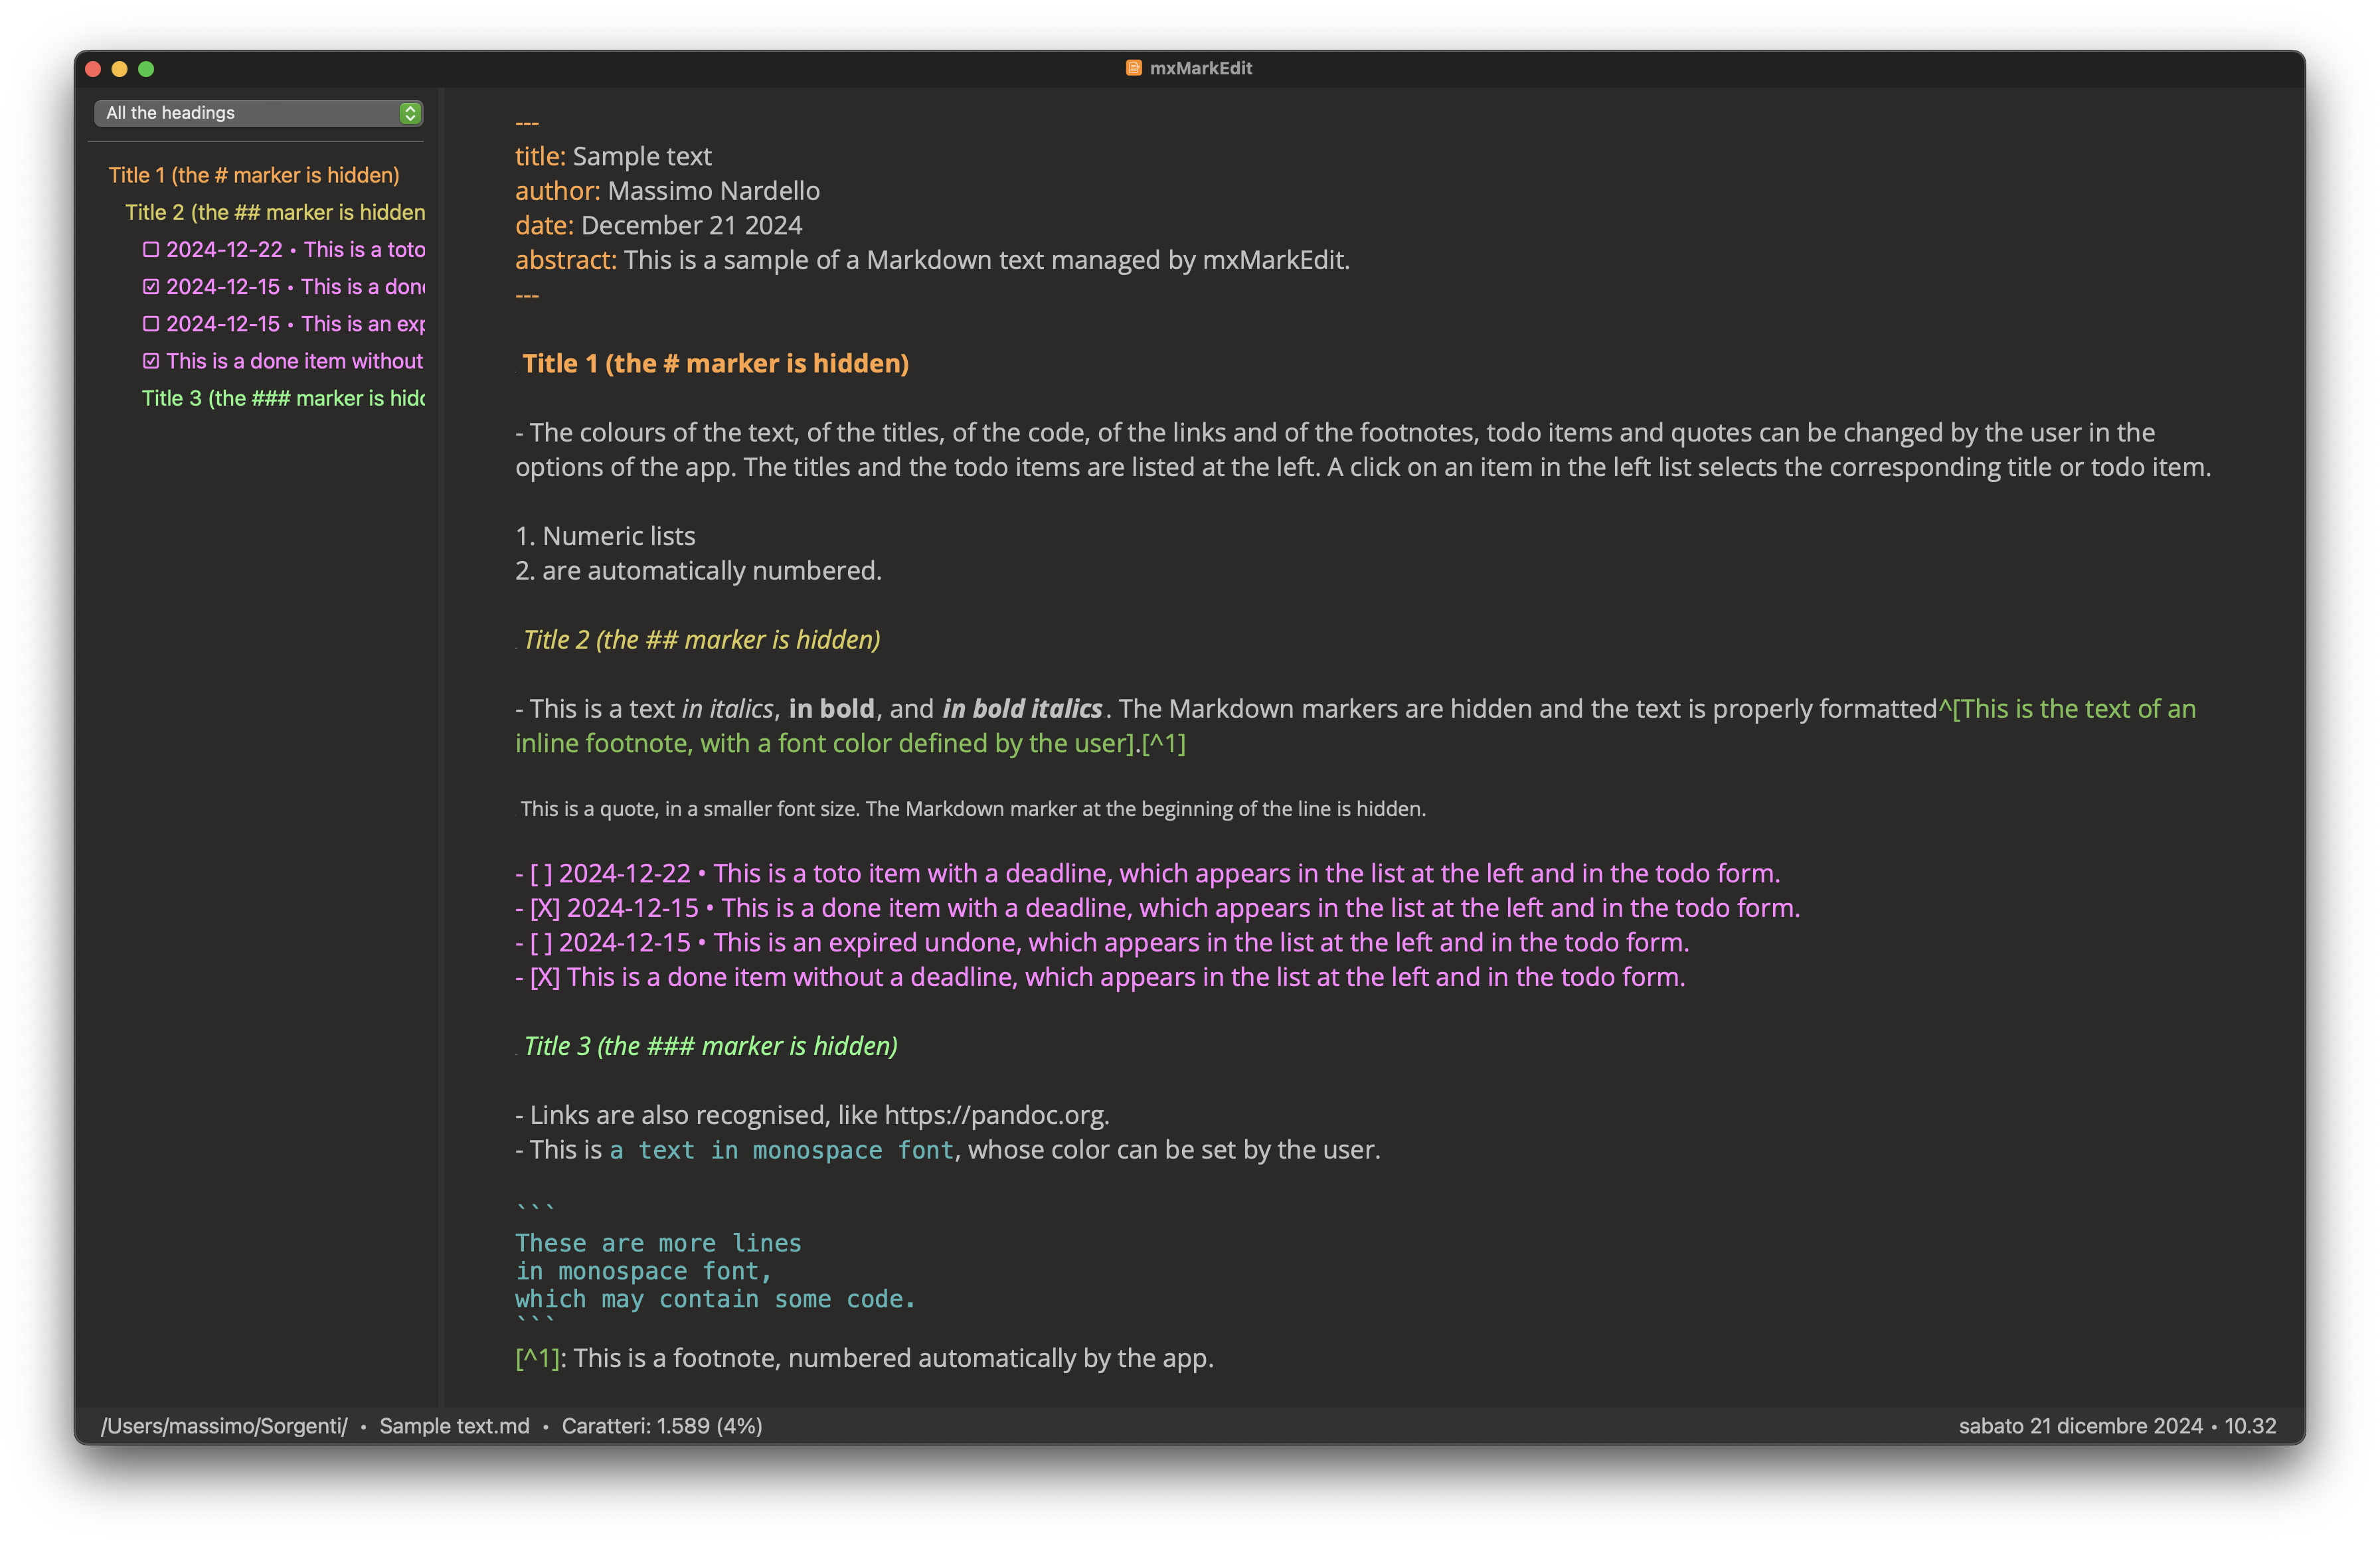 mxMarkEdit
All the headings
Title 1 (the # marker is hidden)
Title 2 (the ## marker is hidden
2024-12-22 • This is a toto
2024-12-15 • This is a done
2024-12-15 • This is an exp
This is a done item without
Title 3 (the ### marker is hidd
---
title: Sample text
author: Massimo Nardello
date: December 21 2024
abstract: This is a sample of a Markdown text managed by mxMarkEdit.
---
Title 1 (the # marker is hidden)
- The colours of the text, of the titles, of the code, of the links and of the footnotes, todo items and quotes can be changed by the user in the
options of the app. The titles and the todo items are listed at the left. A click on an item in the left list selects the corresponding title or todo item.
1. Numeric lists
2. are automatically numbered.
Title 2 (the ## marker is hidden)
- This is a text in italics, in bold, and in bold italics. The Markdown markers are hidden and the text is properly formatted^[This is the text of an
inline footnote, with a font color defined by the user].[^1]
This is a quote, in a smaller font size. The Markdown marker at the beginning of the line is hidden.
- [ ] 2024-12-22 • This is a toto item with a deadline, which appears in the list at the left and in the todo form.
- [X] 2024-12-15 • This is a done item with a deadline, which appears in the list at the left and in the todo form.
- [ ] 2024-12-15 • This is an expired undone, which appears in the list at the left and in the todo form.
- [X] This is a done item without a deadline, which appears in the list at the left and in the todo form.
Title 3 (the ### marker is hidden)
- Links are also recognised, like https://pandoc.org.
- This is a text in monospace font, whose color can be set by the user.
```
These are more lines
in monospace font,
which may contain some code.
```
[^1]: This is a footnote, numbered automatically by the app.
/Users/massimo/Sorgenti/ • Sample text.md • Caratteri: 1.589 (4%)
sabato 21 dicembre 2024 • 10.32